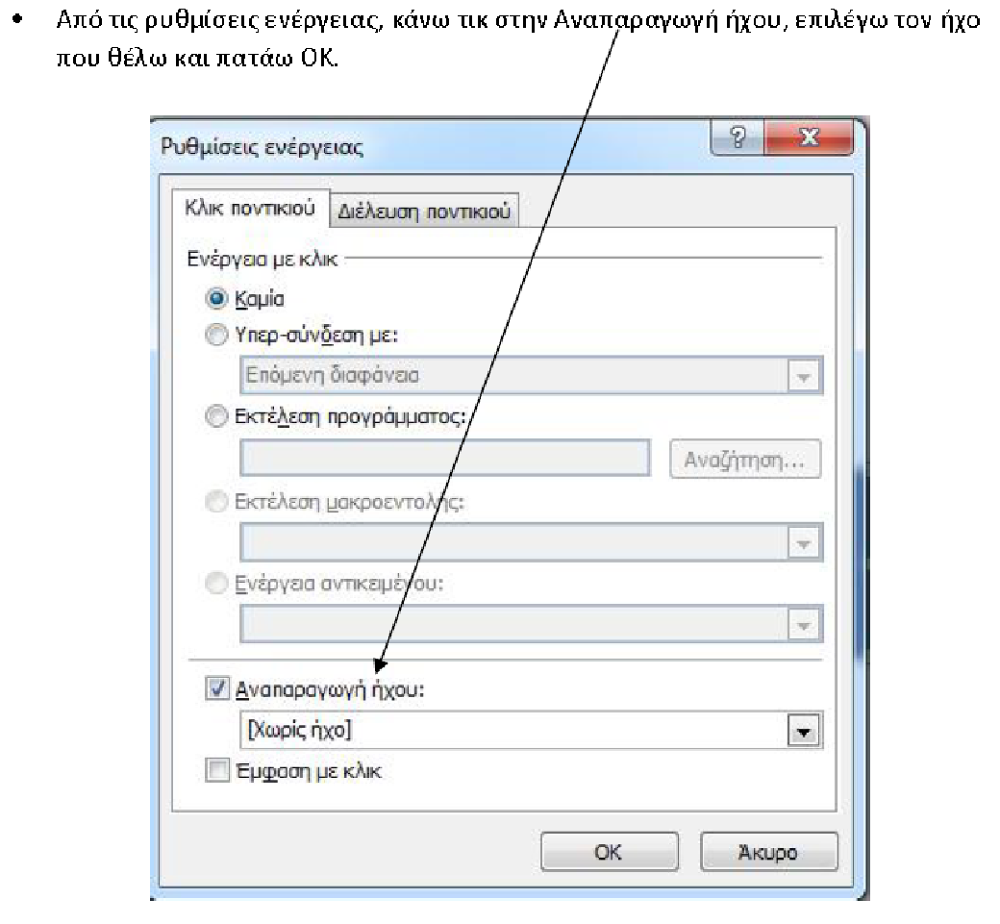 • Από τις ρυθμίσεις ενέργειας, κάνω τικ στην Αναπαραγωγή ήχου, επιλέγω τον ήχο
που θέλω και πατάω ΟΚ.
Ρυθμίσεις ενέργειας
Κλικ ποντικιού Διέλευση ποντικιού
Ενέργεια με κλικ
Καμία
Υπερ-σύνδεση με:
Επόμενη διαφάνεια
Εκτέλεση προγράμματος:
Αναζήτηση...
Εκτέλεση μακροεντολής:
Ενέργεια αντικειμένου:
Αναπαραγωγή ήχου:
[Χωρίς ήχο]
Έμφαση με κλικ
OK Άκυρο